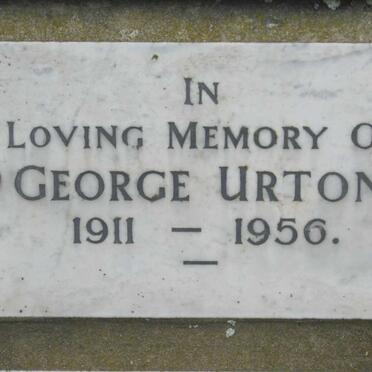 IN
LOVING MEMORY O
GEORGE URTON
1911 — 1956.